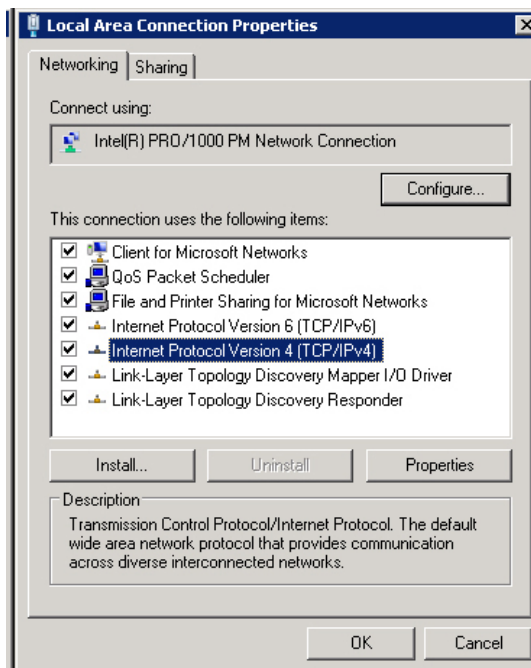 Local Area Connection Properties
Networking
Sharing
Connect using:
Intel(R) PRO/1000 PM Network Connection
Configure...
This connection uses the following items:
Client for Microsoft Networks
QoS Packet Scheduler
File and Printer Sharing for Microsoft Networks
Internet Protocol Version 6 (TCP/IPv6)
Internet Protocol Version 4 (TCP/IPv4)
Link-Layer Topology Discovery Mapper I/O Driver
Link-Layer Topology Discovery Responder
Install...
Uninstall
Properties
Description
Transmission Control Protocol/Internet Protocol. The default
wide area network protocol that provides communication
across diverse interconnected networks.
OK
Cancel